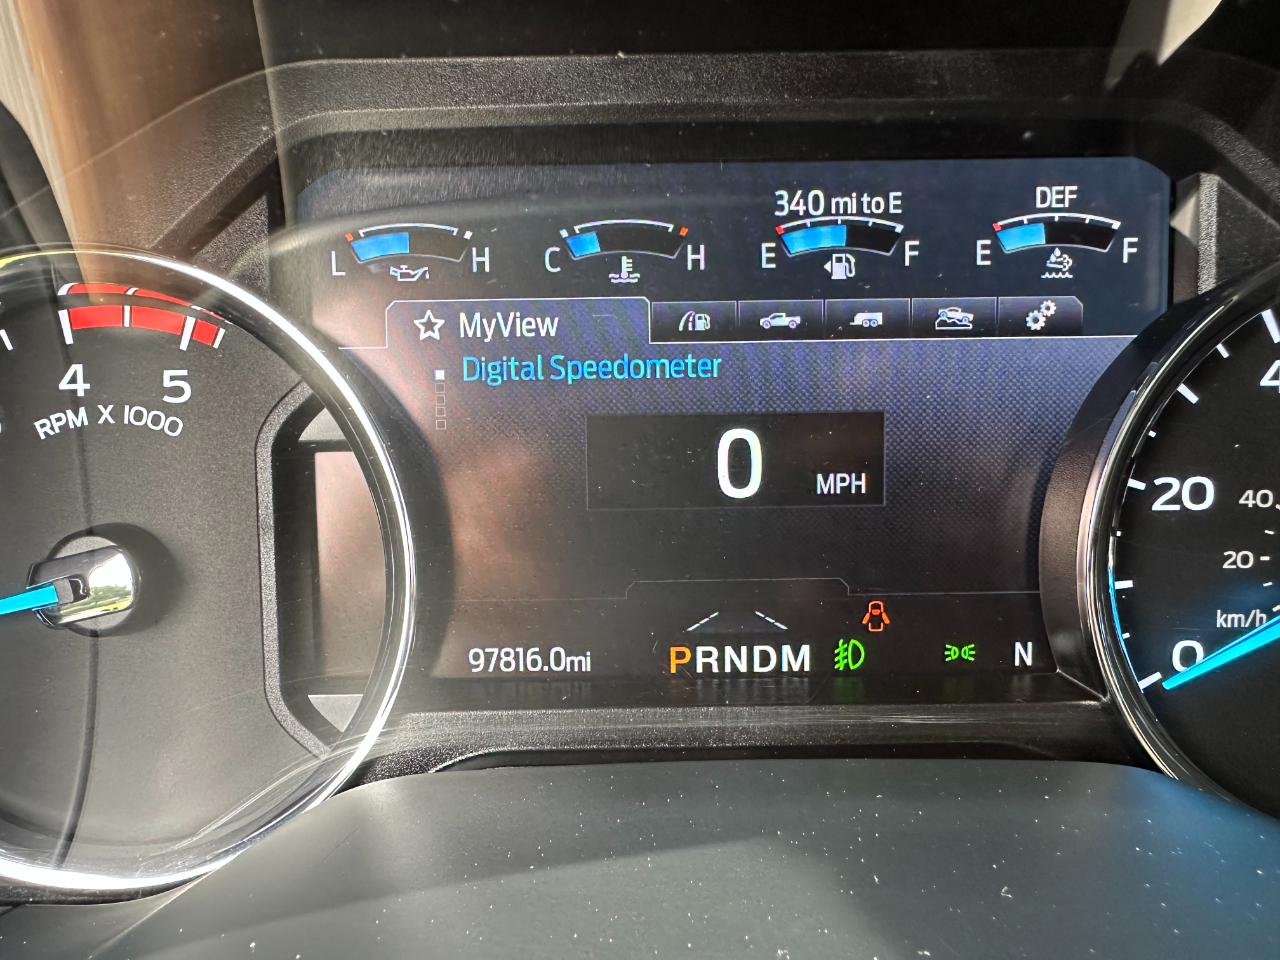 340 mi to E
DEF
L H
C H
E F
E F
MyView
Digital Speedometer
4 5
RPM X 1000
0
MPH
20
40
20
km/h
0
97816.0mi
PRNDM
N